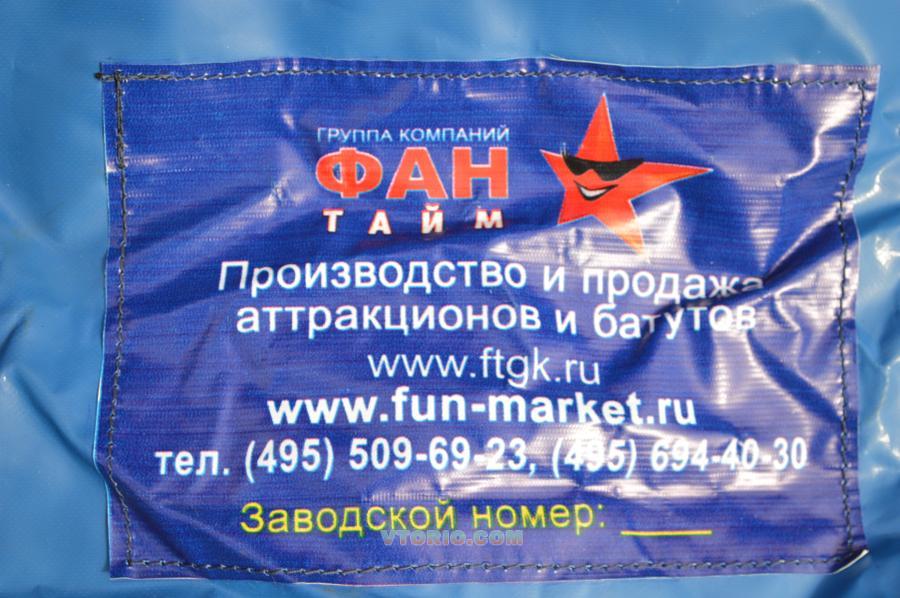 ГРУППА КОМПАНИЙ
ФАН
ТАЙМ
Производство и продажа
аттракционов и батутов
www.ftgk.ru
www.fun-market.ru
тел. (495) 509-69-23, (495) 694-40-30
Заводской номер: ____
VTORIO.COM